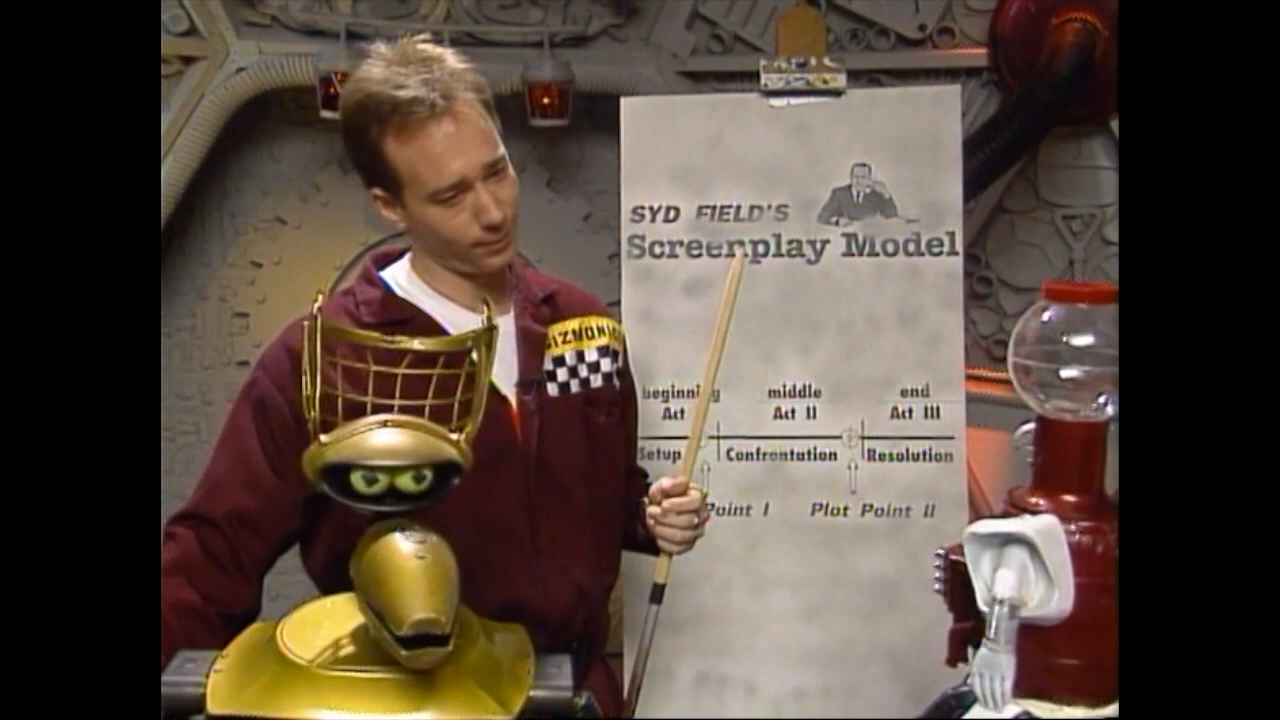 GIZMONIC
SYD FIELD'S
Screenplay Model
beginning middle end
Act Act II Act III
Setup Confrontation Resolution
Point I Plot Point II